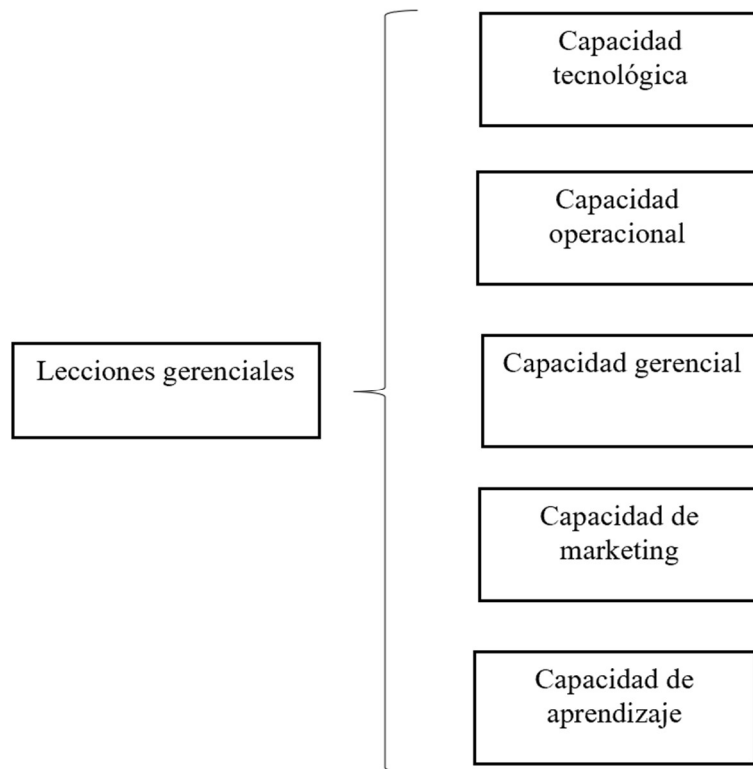 Capacidad
tecnológica
Capacidad
operacional
Lecciones gerenciales
Capacidad gerencial
Capacidad de
marketing
Capacidad de
aprendizaje